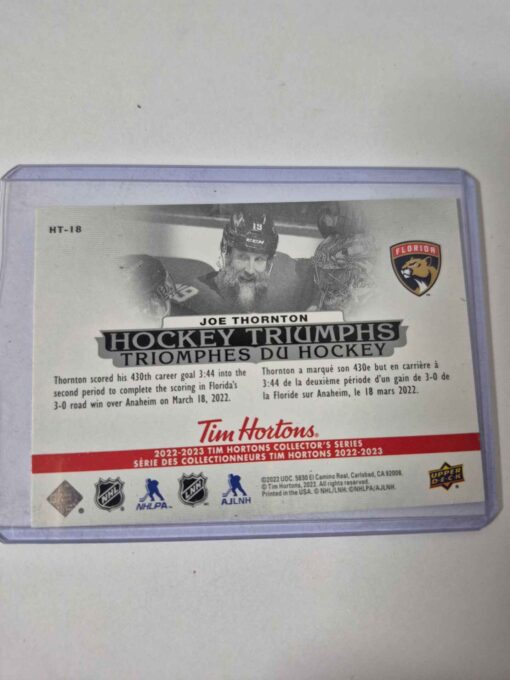 HT-18
19
CCM
FLORIDA
JOE THORNTON
HOCKEY TRIUMPHS
TRIOMPHES DU HOCKEY
Thornton scored his 430th career goal 3:44 into the
second period to complete the scoring in Florida's
3-0 road win over Anaheim on March 18, 2022.
Thornton a marqué son 430e but en carrière à
3:44 de la deuxième période d'un gain de 3-0 de
la Floride sur Anaheim, le 18 mars 2022.
Tim Hortons®
2022-2023 TIM HORTONS COLLECTOR'S SERIES
SÉRIE DES COLLECTIONNEURS TIM HORTONS 2022-2023
NHL
NHLPA
LNH
AJLNH
©2022 UDC. 5830 El Camino Real, Carlsbad, CA 92008.
© Tim Hortons, 2022. All rights reserved.
Printed in the USA. © NHL/LNH. ©NHLPA/AJLNH.
UPPER
DECK